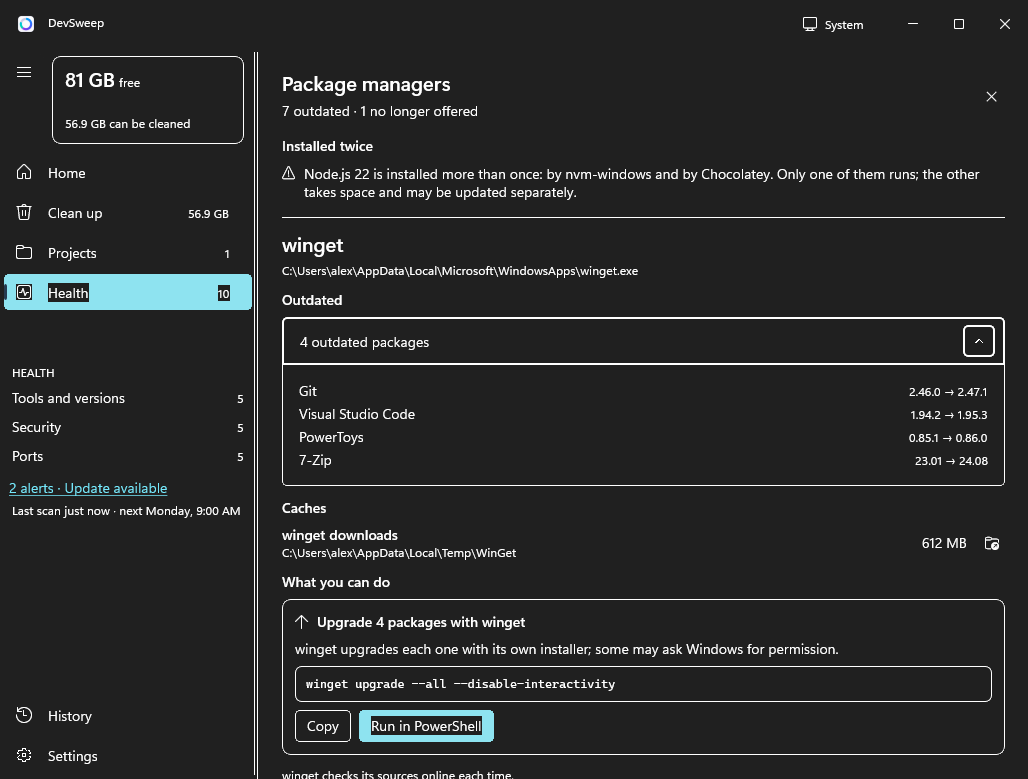 DevSweep
System
81 GB free
56.9 GB can be cleaned
Home
Clean up 56.9 GB
Projects 1
Health 10
HEALTH
Tools and versions 5
Security 5
Ports 5
2 alerts · Update available
Last scan just now · next Monday, 9:00 AM
History
Settings
Package managers
7 outdated · 1 no longer offered
Installed twice
Node.js 22 is installed more than once: by nvm-windows and by Chocolatey. Only one of them runs; the other
takes space and may be updated separately.
winget
C:\Users\alex\AppData\Local\Microsoft\WindowsApps\winget.exe
Outdated
4 outdated packages
Git 2.46.0 → 2.47.1
Visual Studio Code 1.94.2 → 1.95.3
PowerToys 0.85.1 → 0.86.0
7-Zip 23.01 → 24.08
Caches
winget downloads
C:\Users\alex\AppData\Local\Temp\WinGet
612 MB
What you can do
Upgrade 4 packages with winget
winget upgrades each one with its own installer; some may ask Windows for permission.
winget upgrade --all --disable-interactivity
Copy
Run in PowerShell
winget checks its sources online each time.